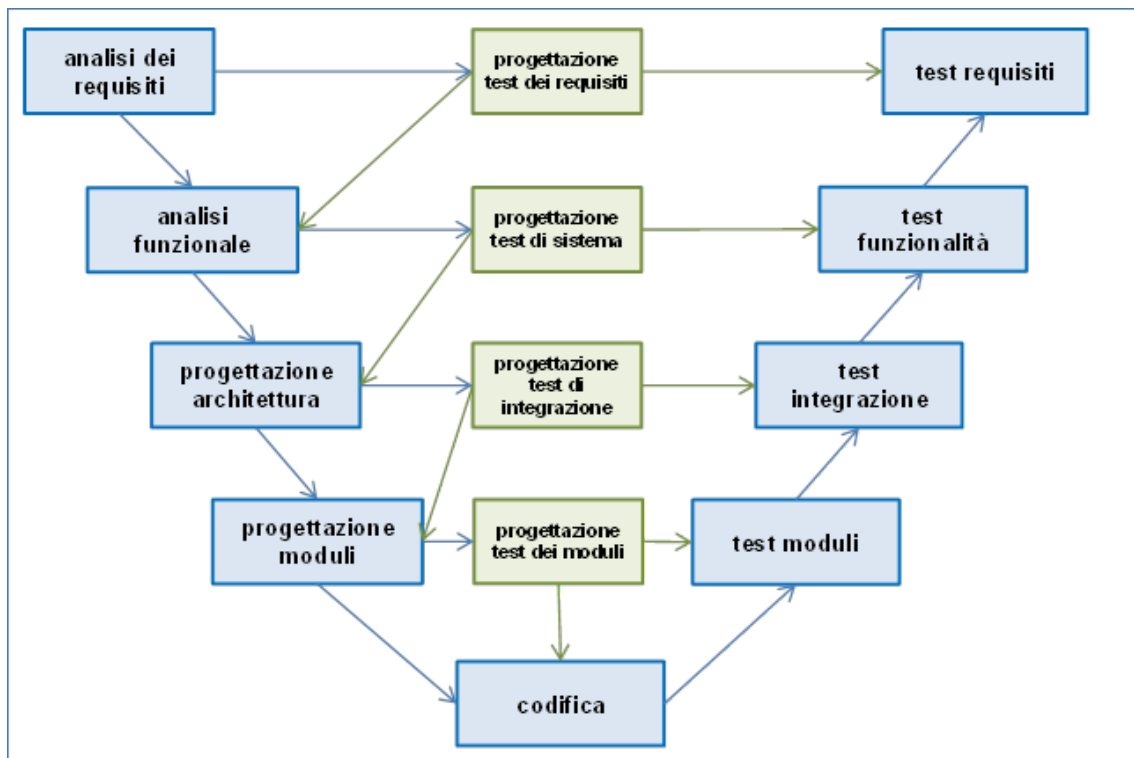 analisi dei
requisiti
progettazione
test dei requisiti
test requisiti
analisi
funzionale
progettazione
test di sistema
test
funzionalità
progettazione
architettura
progettazione
test di
integrazione
test
integrazione
progettazione
moduli
progettazione
test dei moduli
test moduli
codifica